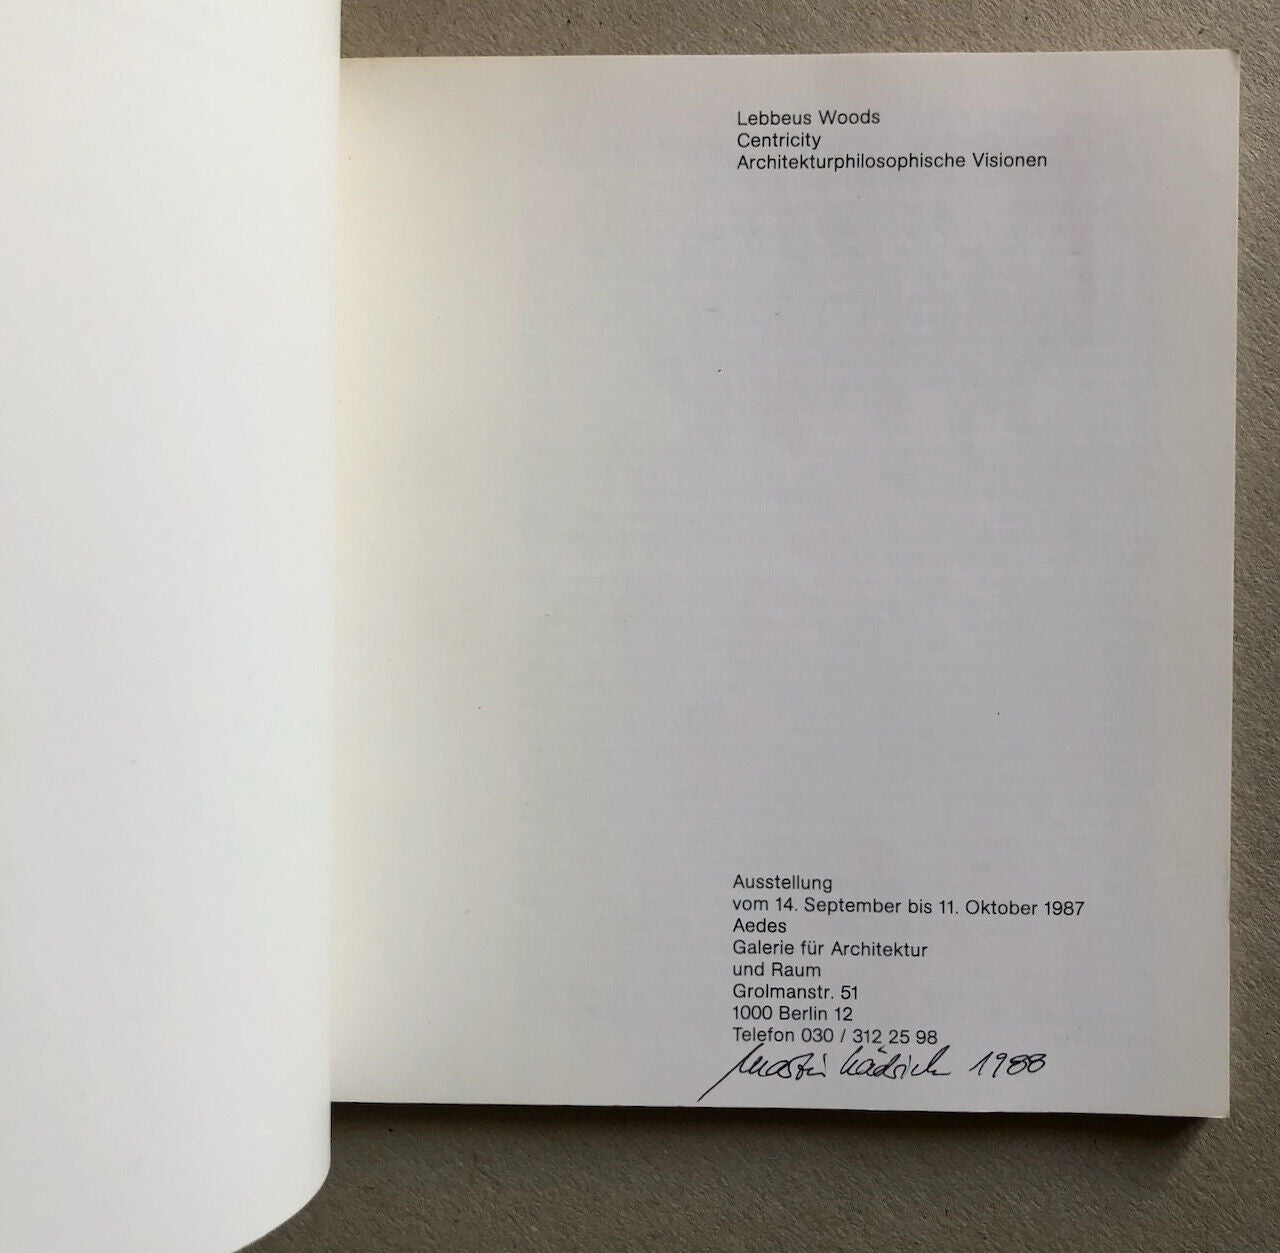 Lebbeus Woods
Centricity
Architekturphilosophische Visionen
Ausstellung
vom 14. September bis 11. Oktober 1987
Aedes
Galerie für Architektur
und Raum
Grolmanstr. 51
1000 Berlin 12
Telefon 030 / 312 25 98
Martin 1988